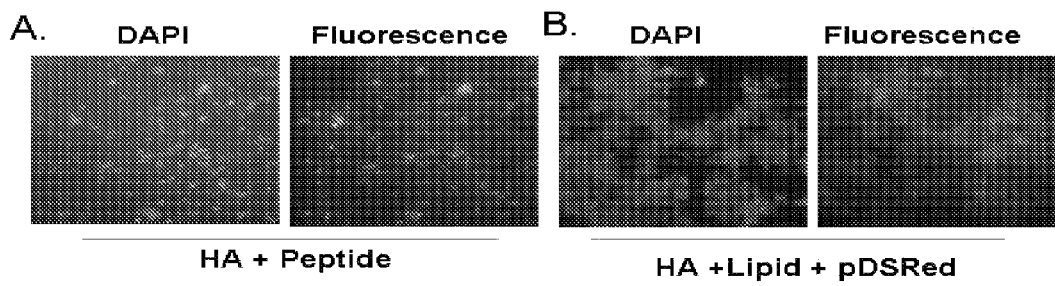 A.
DAPI
Fluorescence
B.
DAPI
Fluorescence
HA + Peptide
HA +Lipid + pDSRed